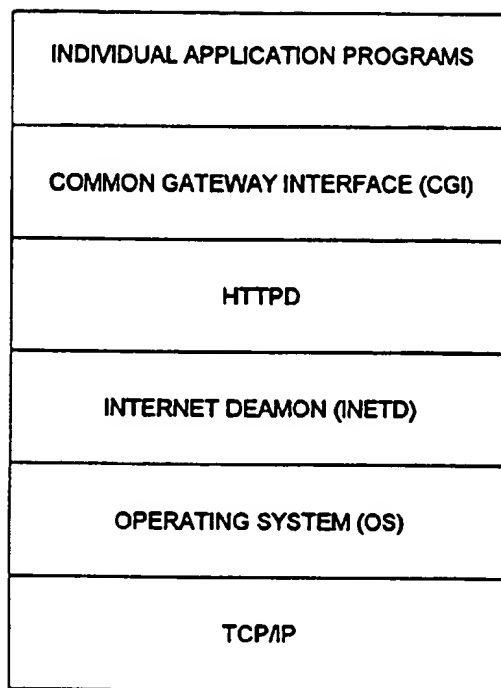 INDIVIDUAL APPLICATION PROGRAMS
COMMON GATEWAY INTERFACE (CGI)
HTTPD
INTERNET DEAMON (INETD)
OPERATING SYSTEM (OS)
TCP/IP